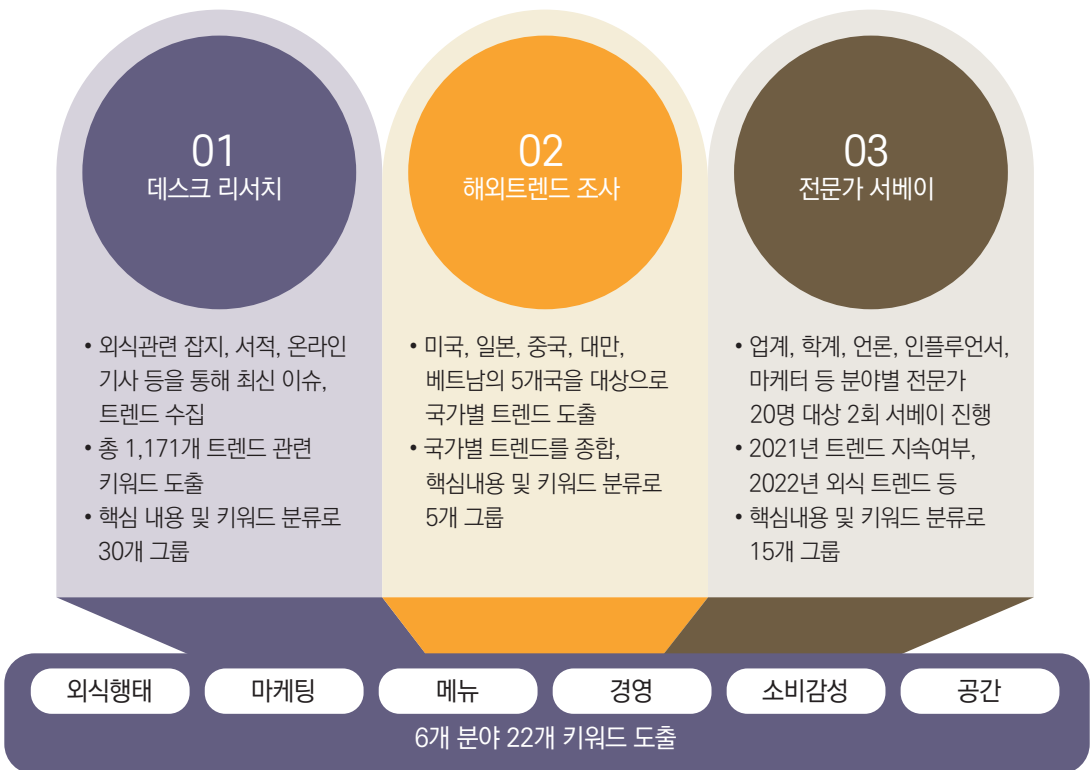 01
데스크 리서치
• 외식관련 잡지, 서적, 온라인
기사 등을 통해 최신 이슈,
트렌드 수집
• 총 1,171개 트렌드 관련
키워드 도출
• 핵심 내용 및 키워드 분류로
30개 그룹
02
해외트렌드 조사
• 미국, 일본, 중국, 대만,
베트남의 5개국을 대상으로
국가별 트렌드 도출
• 국가별 트렌드를 종합,
핵심내용 및 키워드 분류로
5개 그룹
03
전문가 서베이
• 업계, 학계, 언론, 인플루언서,
마케터 등 분야별 전문가
20명 대상 2회 서베이 진행
• 2021년 트렌드 지속여부,
2022년 외식 트렌드 등
• 핵심내용 및 키워드 분류로
15개 그룹
외식행태 마케팅 메뉴 경영 소비감성 공간
6개 분야 22개 키워드 도출